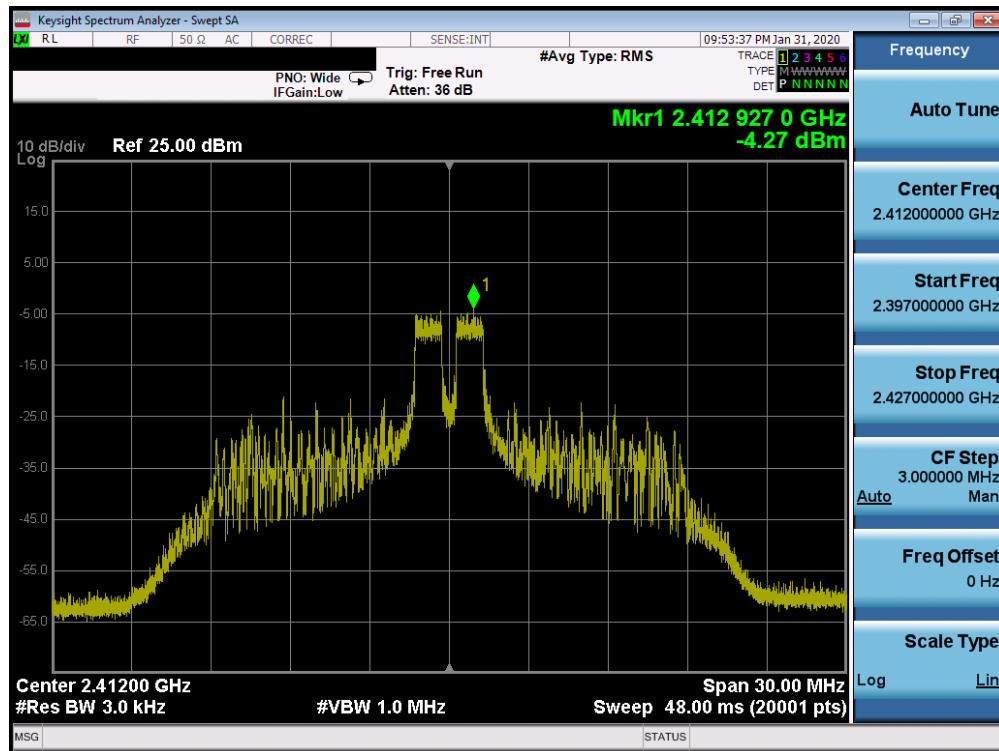 Keysight Spectrum Analyzer - Swept SA
LXI RL RF 50 Ω AC CORREC SENSE:INT 09:53:37 PM Jan 31, 2020
#Avg Type: RMS TRACE 1 2 3 4 5 6
PNO: Wide Trig: Free Run TYPE M WWWWW
IFGain:Low Atten: 36 dB DET P N N N N N
Mkr1 2.412 927 0 GHz
-4.27 dBm
10 dB/div Ref 25.00 dBm
Log
15.0
5.00
1
-5.00
-15.0
-25.0
-35.0
-45.0
-55.0
-65.0
Center 2.41200 GHz Span 30.00 MHz
#Res BW 3.0 kHz #VBW 1.0 MHz Sweep 48.00 ms (20001 pts)
MSG STATUS
Frequency
Auto Tune
Center Freq
2.412000000 GHz
Start Freq
2.397000000 GHz
Stop Freq
2.427000000 GHz
CF Step
3.000000 MHz
Auto Man
Freq Offset
0 Hz
Scale Type
Log Lin